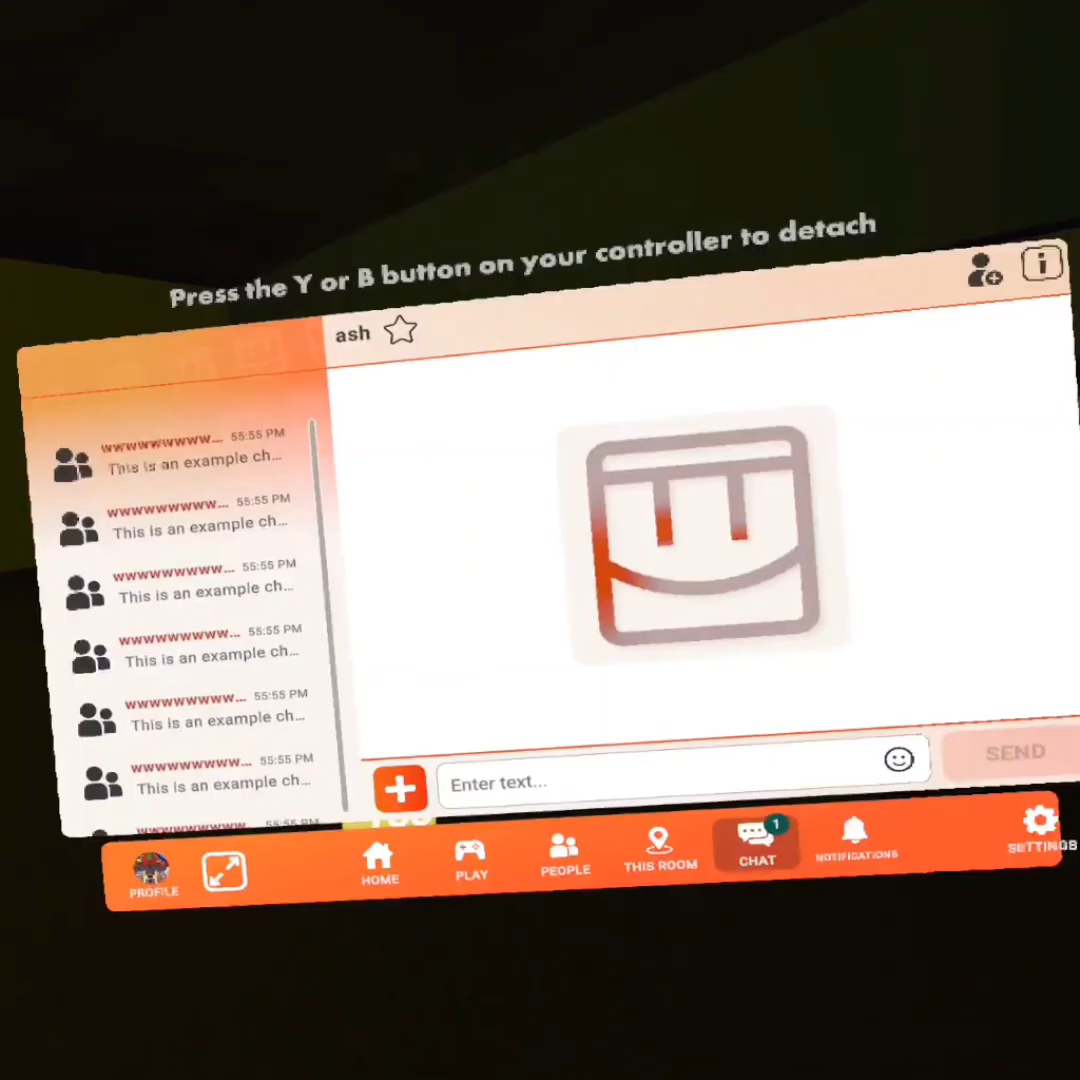 Press the Y or B button on your controller to detach
ash
wwwwwwwww... 55:55 PM
This is an example ch...
wwwwwwwww... 55:55 PM
This is an example ch...
wwwwwwwww... 55:55 PM
This is an example ch...
wwwwwwwww... 55:55 PM
This is an example ch...
wwwwwwwww... 55:55 PM
This is an example ch...
wwwwwwwww... 55:55 PM
This is an example ch...
Enter text...
SEND
PROFILE
HOME
PLAY
PEOPLE
THIS ROOM
CHAT
1
NOTIFICATIONS
SETTINGS